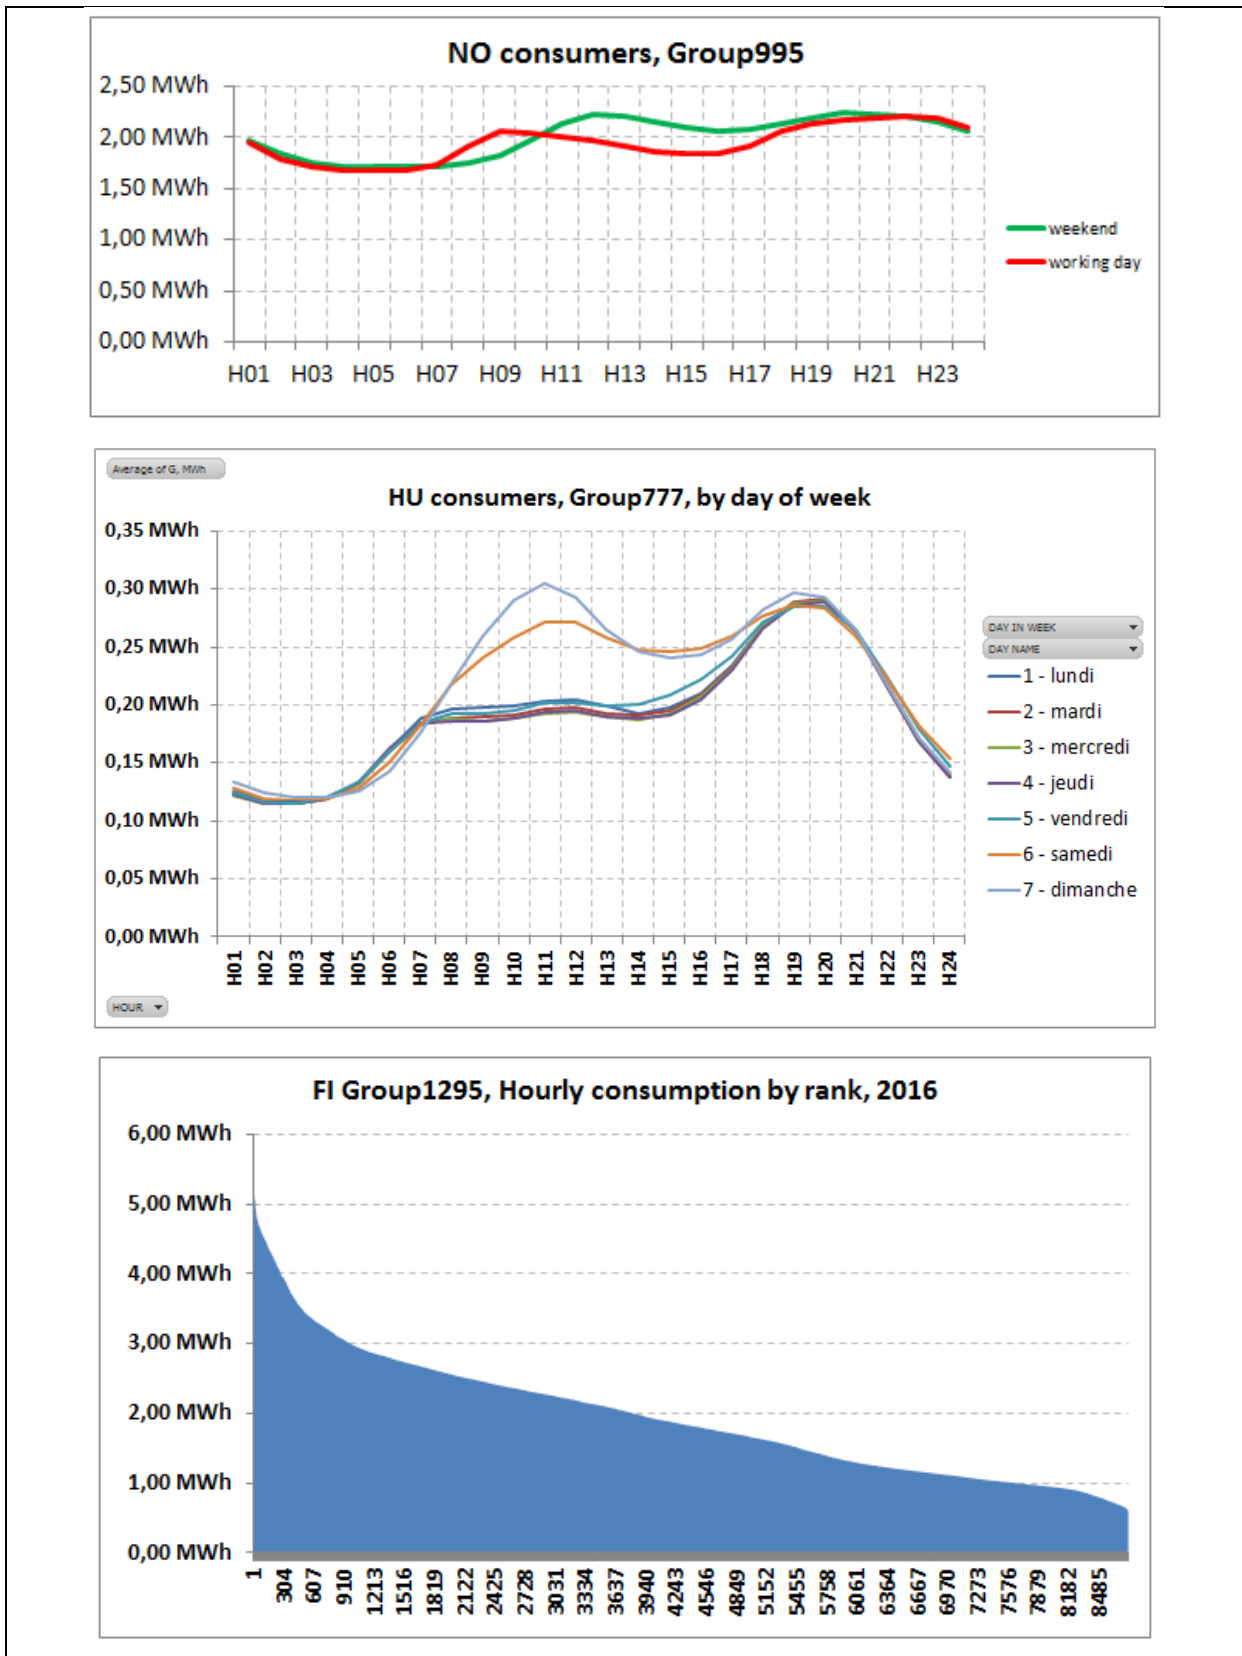 NO consumers, Group995
2,50 MWh
2,00 MWh
1,50 MWh
1,00 MWh
0,50 MWh
0,00 MWh
H01 H03 H05 H07 H09 H11 H13 H15 H17 H19 H21 H23
weekend
working day
Average of G, MWh
HU consumers, Group777, by day of week
0,35 MWh
0,30 MWh
0,25 MWh
0,20 MWh
0,15 MWh
0,10 MWh
0,05 MWh
0,00 MWh
H01 H02 H03 H04 H05 H06 H07 H08 H09 H10 H11 H12 H13 H14 H15 H16 H17 H18 H19 H20 H21 H22 H23 H24
DAY IN WEEK
DAY NAME
1 - lundi
2 - mardi
3 - mercredi
4 - jeudi
5 - vendredi
6 - samedi
7 - dimanche
HOUR
FI Group1295, Hourly consumption by rank, 2016
6,00 MWh
5,00 MWh
4,00 MWh
3,00 MWh
2,00 MWh
1,00 MWh
0,00 MWh
1 304 607 910 1213 1516 1819 2122 2425 2728 3031 3334 3637 3940 4243 4546 4849 5152 5455 5758 6061 6364 6667 6970 7273 7576 7879 8182 8485